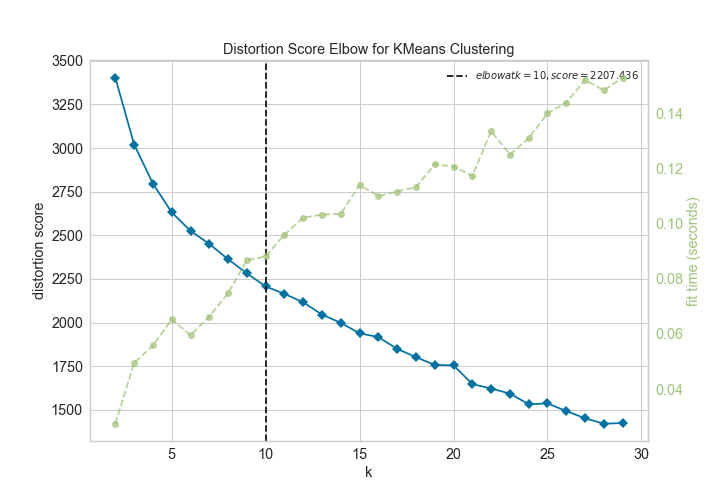 Distortion Score Elbow for KMeans Clustering
elbowatk = 10, score = 2207.436
3500
3250
3000
2750
2500
2250
2000
1750
1500
distortion score
0.14
0.12
0.10
0.08
0.06
0.04
fit time (seconds)
5 10 15 20 25 30
k